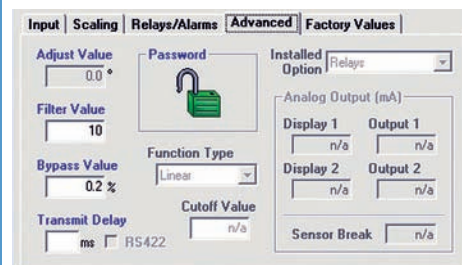 Input Scaling Relays/Alarms Advanced Factory Values
Adjust Value
0.0 °
Filter Value
10
Bypass Value
0.2 %
Transmit Delay
ms RS422
Password
Function Type
Linear
Cutoff Value
n/a
Installed
Option Relays
Analog Output (mA)
Display 1 Output 1
n/a n/a
Display 2 Output 2
n/a n/a
Sensor Break n/a